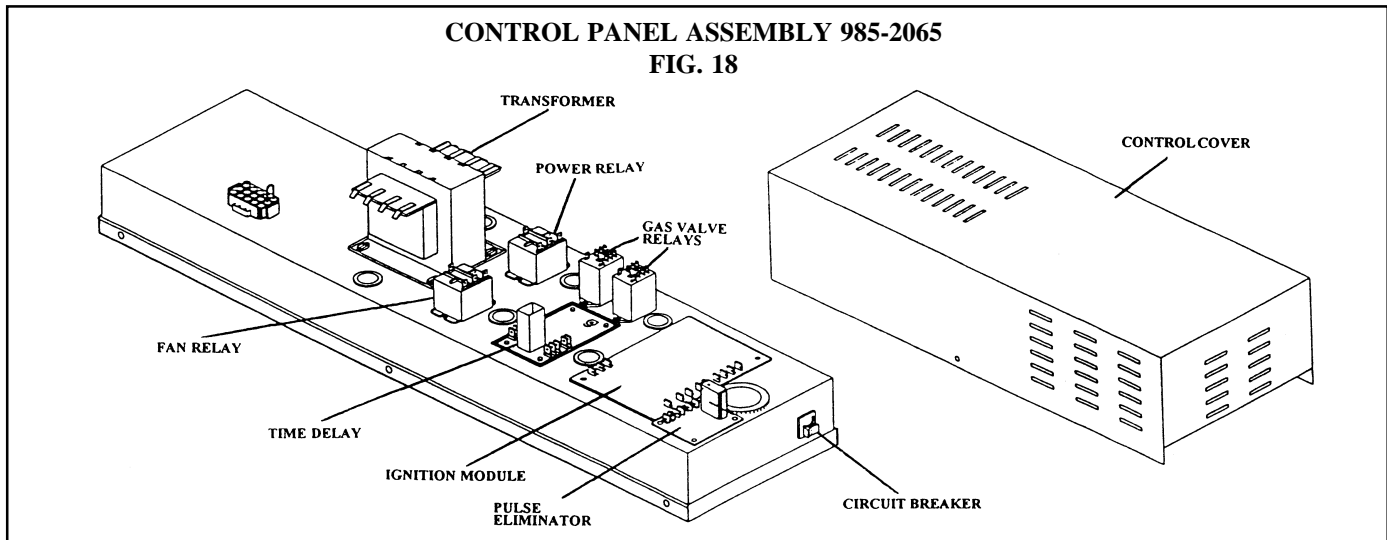 CONTROL PANEL ASSEMBLY 985-2065
FIG. 18
TRANSFORMER
POWER RELAY
GAS VALVE
RELAYS
CONTROL COVER
FAN RELAY
TIME DELAY
IGNITION MODULE
PULSE
ELIMINATOR
CIRCUIT BREAKER